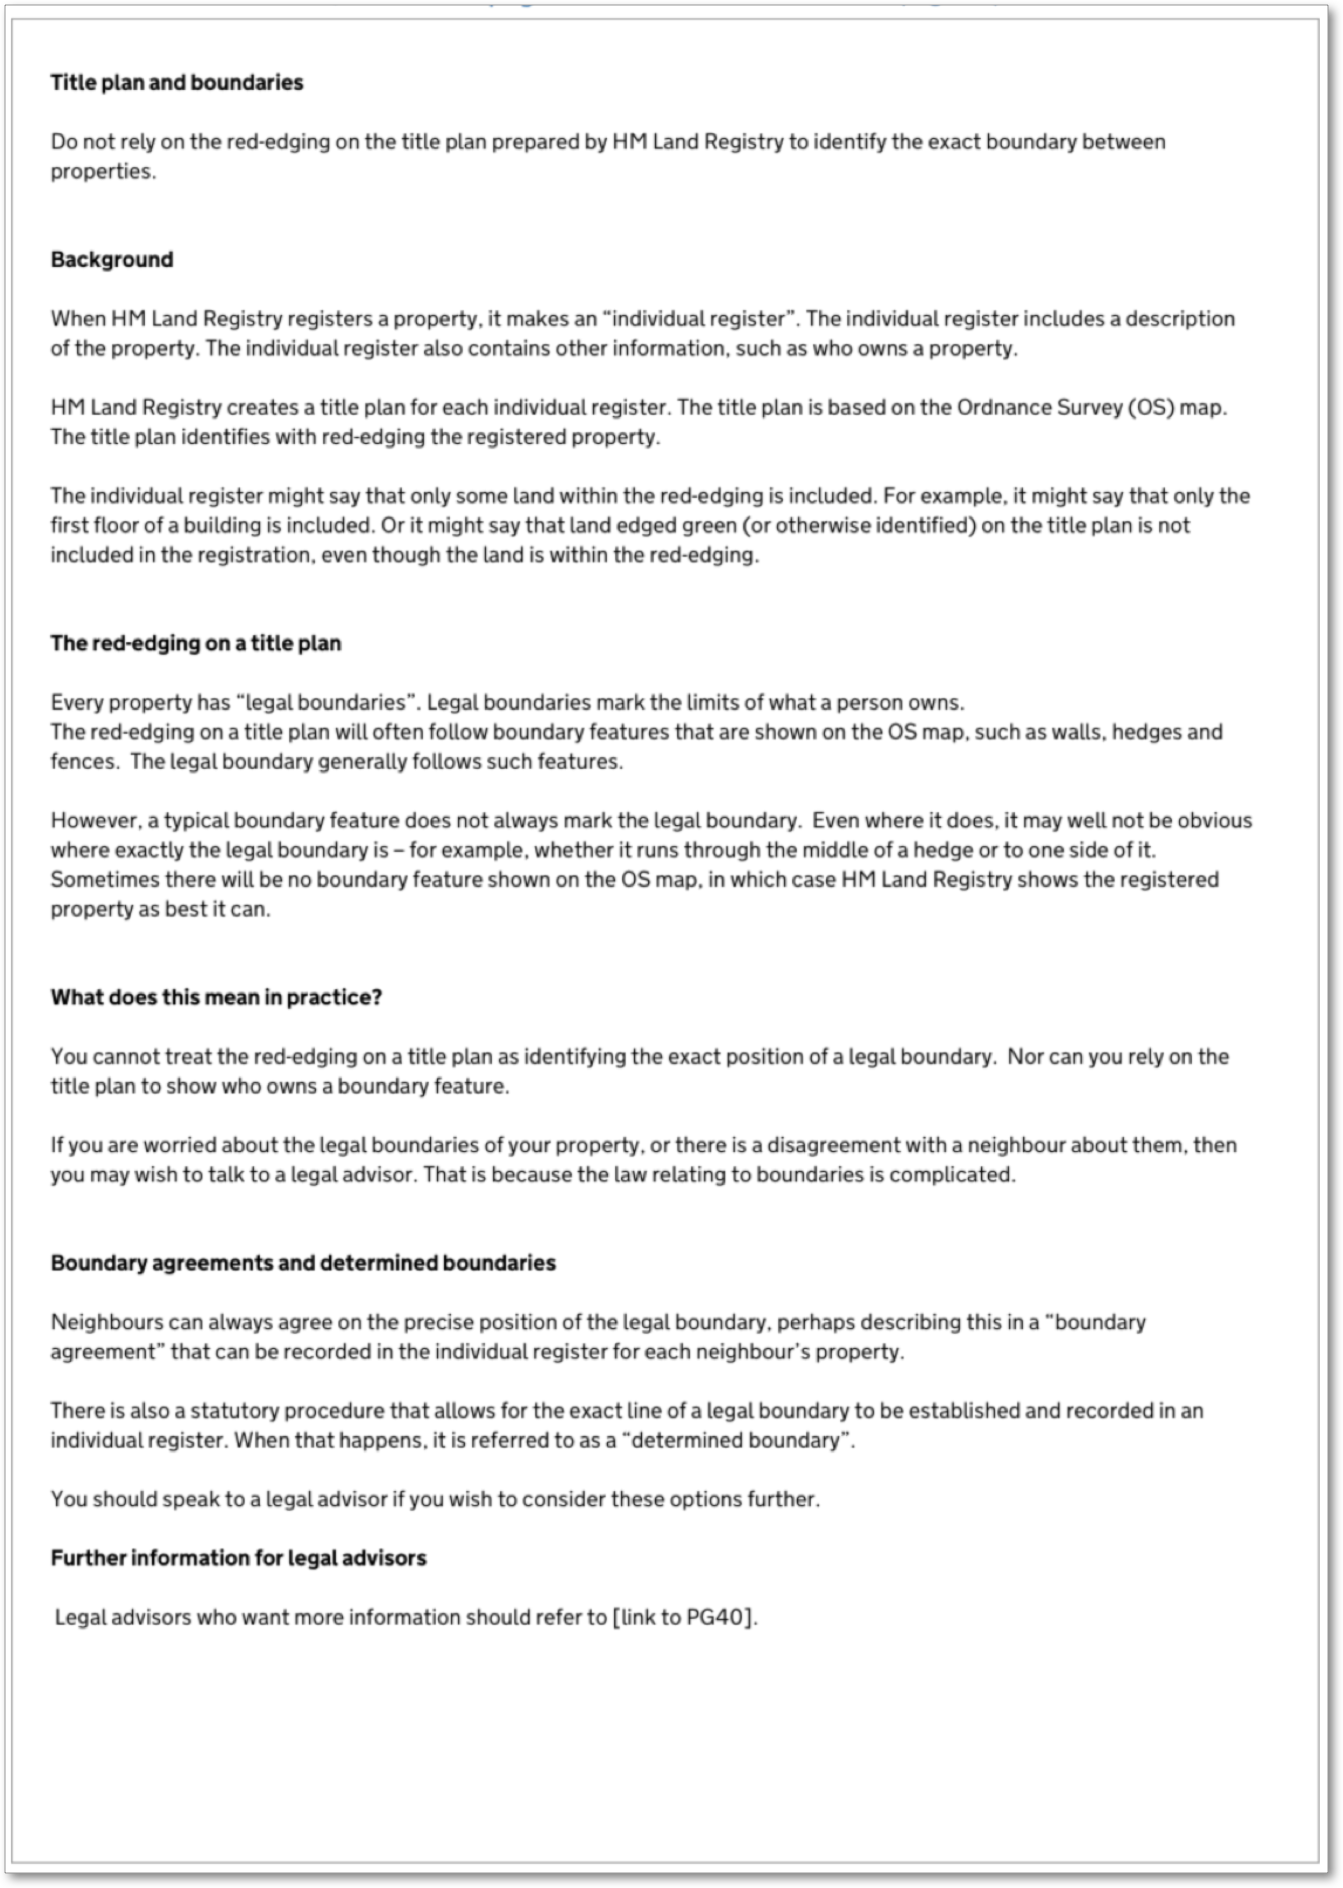 Title plan and boundaries
Do not rely on the red-edging on the title plan prepared by HM Land Registry to identify the exact boundary between
properties.
Background
When HM Land Registry registers a property, it makes an “individual register”. The individual register includes a description
of the property. The individual register also contains other information, such as who owns a property.
HM Land Registry creates a title plan for each individual register. The title plan is based on the Ordnance Survey (OS) map.
The title plan identifies with red-edging the registered property.
The individual register might say that only some land within the red-edging is included. For example, it might say that only the
first floor of a building is included. Or it might say that land edged green (or otherwise identified) on the title plan is not
included in the registration, even though the land is within the red-edging.
The red-edging on a title plan
Every property has “legal boundaries”. Legal boundaries mark the limits of what a person owns.
The red-edging on a title plan will often follow boundary features that are shown on the OS map, such as walls, hedges and
fences.  The legal boundary generally follows such features.
However, a typical boundary feature does not always mark the legal boundary.  Even where it does, it may well not be obvious
where exactly the legal boundary is – for example, whether it runs through the middle of a hedge or to one side of it.
Sometimes there will be no boundary feature shown on the OS map, in which case HM Land Registry shows the registered
property as best it can.
What does this mean in practice?
You cannot treat the red-edging on a title plan as identifying the exact position of a legal boundary.  Nor can you rely on the
title plan to show who owns a boundary feature.
If you are worried about the legal boundaries of your property, or there is a disagreement with a neighbour about them, then
you may wish to talk to a legal advisor. That is because the law relating to boundaries is complicated.
Boundary agreements and determined boundaries
Neighbours can always agree on the precise position of the legal boundary, perhaps describing this in a “boundary
agreement” that can be recorded in the individual register for each neighbour’s property.
There is also a statutory procedure that allows for the exact line of a legal boundary to be established and recorded in an
individual register. When that happens, it is referred to as a “determined boundary”.
You should speak to a legal advisor if you wish to consider these options further.
Further information for legal advisors
Legal advisors who want more information should refer to [link to PG40].